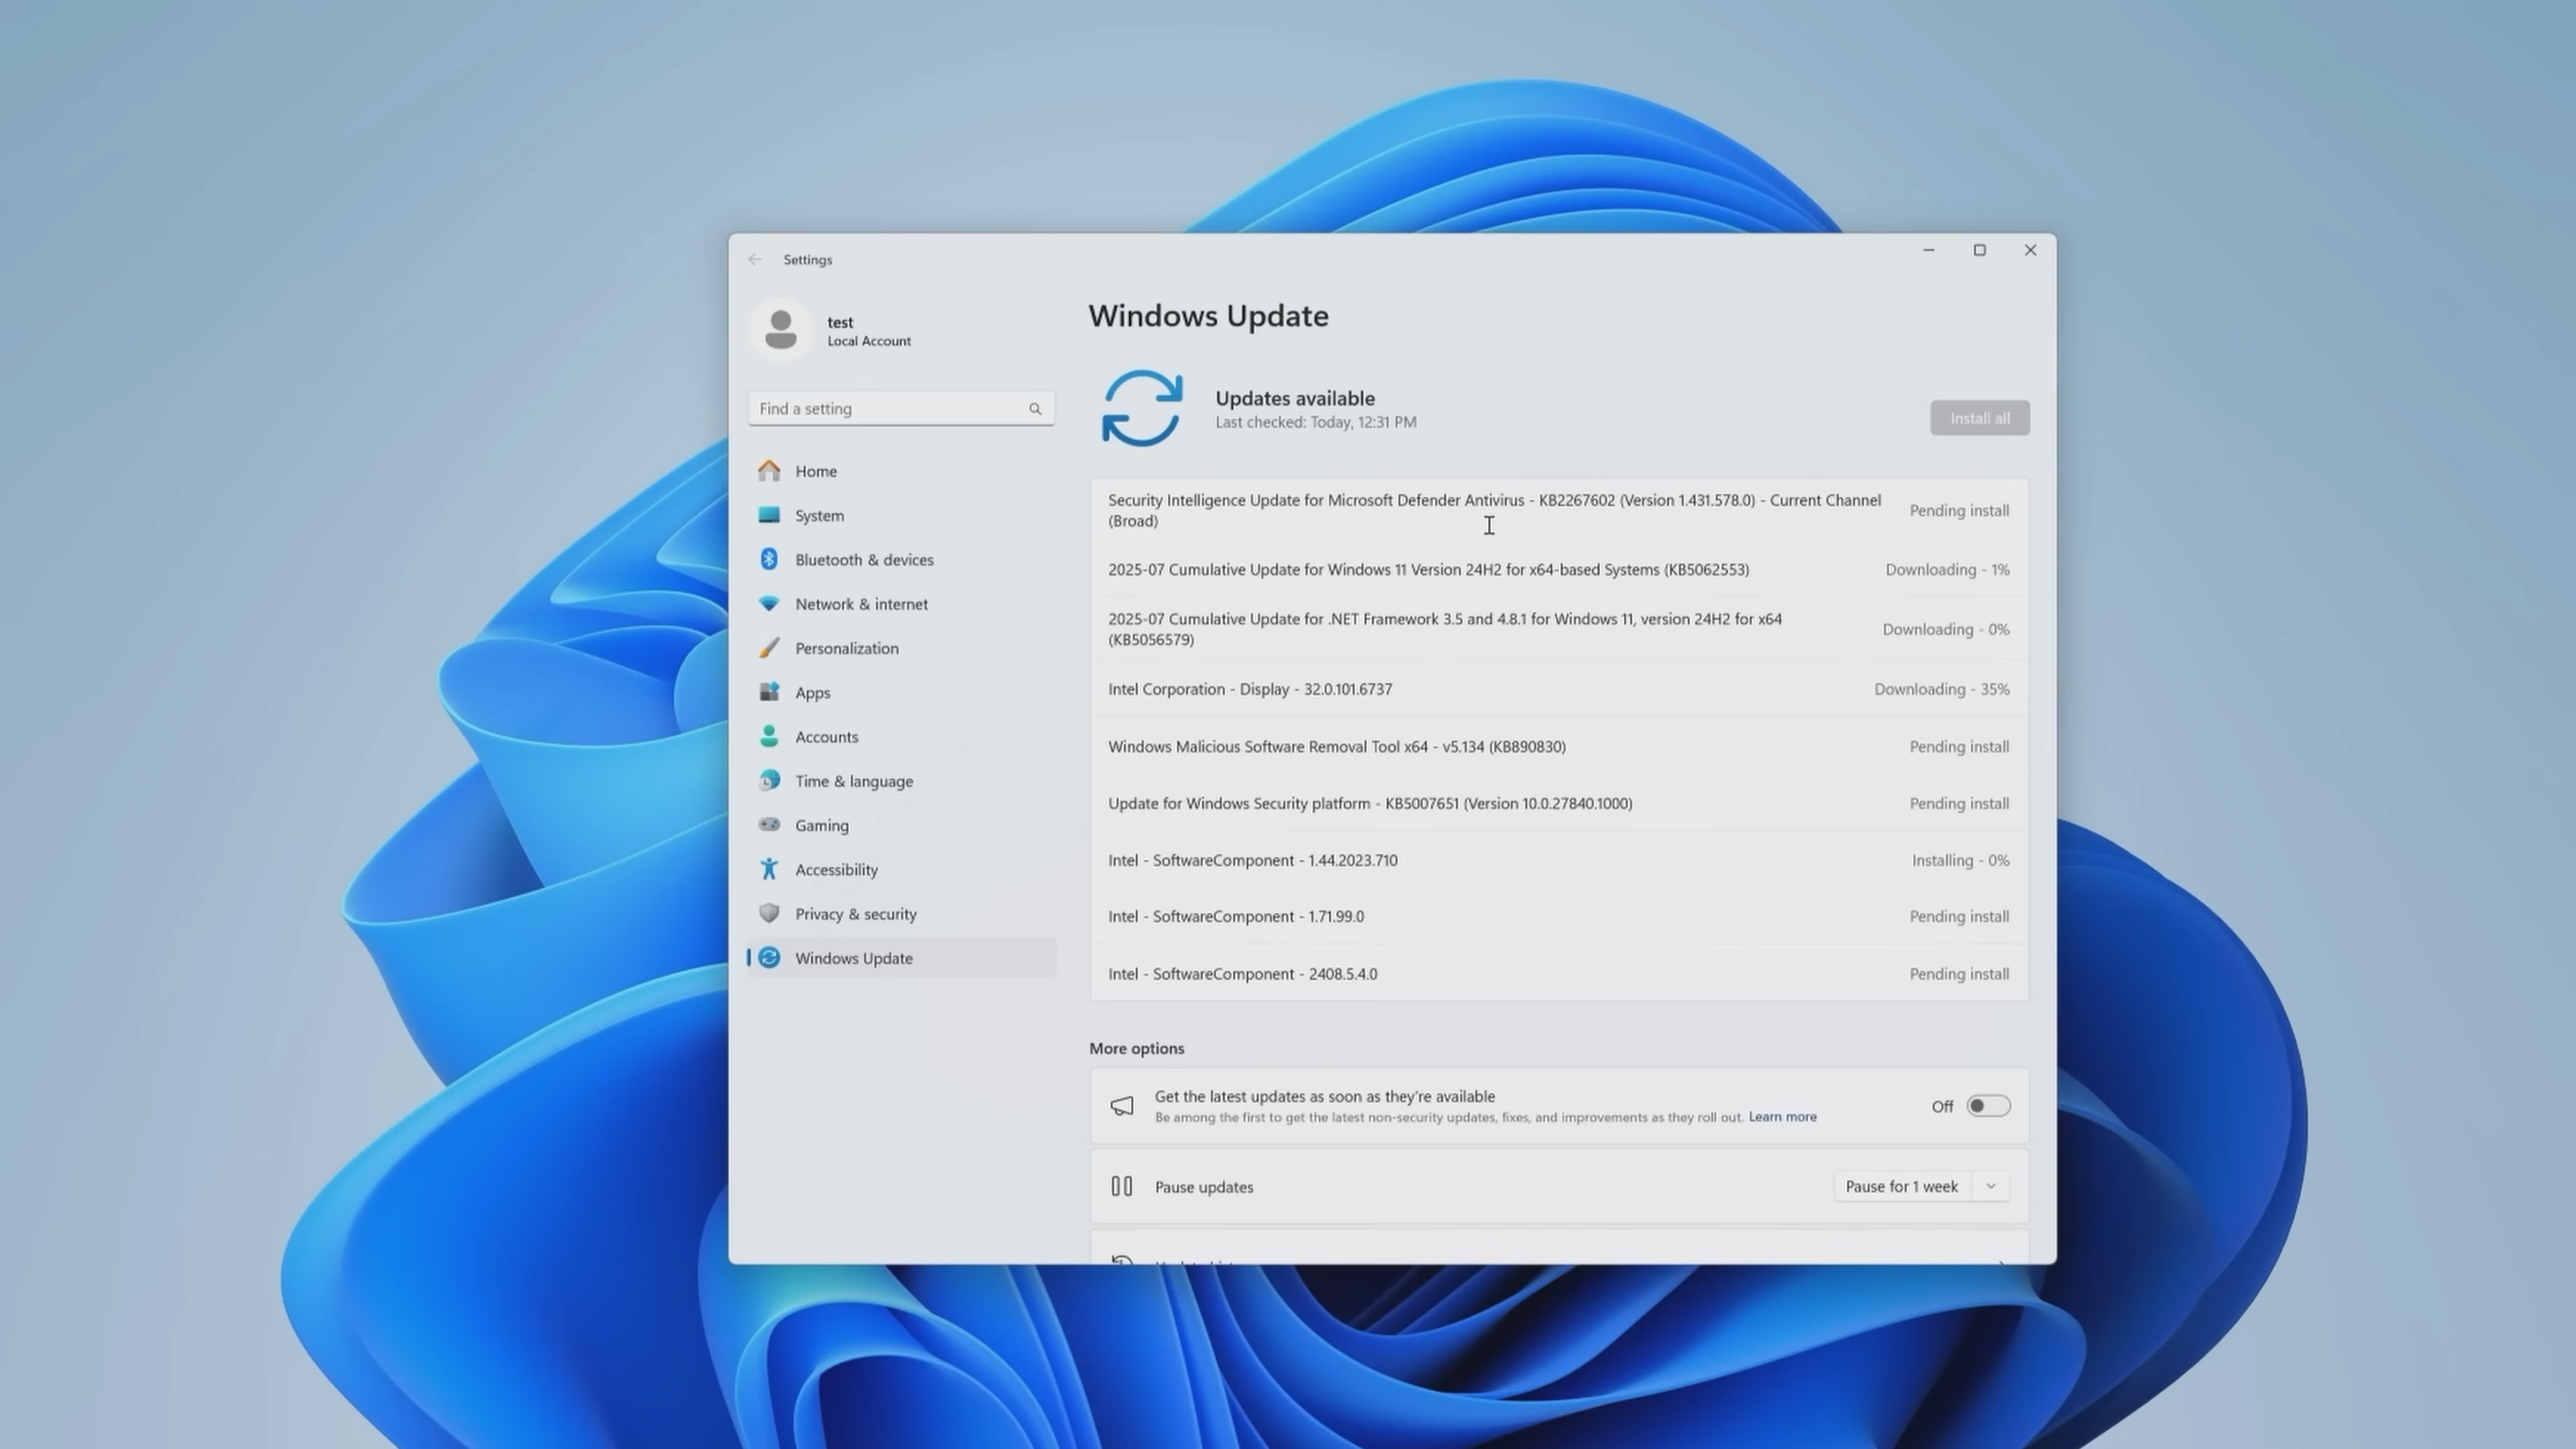 Settings
test
Local Account
Find a setting
Home
System
Bluetooth & devices
Network & internet
Personalization
Apps
Accounts
Time & language
Gaming
Accessibility
Privacy & security
Windows Update
Windows Update
Updates available
Last checked: Today, 12:31 PM
Install all
Security Intelligence Update for Microsoft Defender Antivirus - KB2267602 (Version 1.431.578.0) - Current Channel
(Broad)
Pending install
2025-07 Cumulative Update for Windows 11 Version 24H2 for x64-based Systems (KB5062553)
Downloading - 1%
2025-07 Cumulative Update for .NET Framework 3.5 and 4.8.1 for Windows 11, version 24H2 for x64
(KB5056579)
Downloading - 0%
Intel Corporation - Display - 32.0.101.6737
Downloading - 35%
Windows Malicious Software Removal Tool x64 - v5.134 (KB890830)
Pending install
Update for Windows Security platform - KB5007651 (Version 10.0.27840.1000)
Pending install
Intel - SoftwareComponent - 1.44.2023.710
Installing - 0%
Intel - SoftwareComponent - 1.71.99.0
Pending install
Intel - SoftwareComponent - 2408.5.4.0
Pending install
More options
Get the latest updates as soon as they're available
Be among the first to get the latest non-security updates, fixes, and improvements as they roll out. Learn more
Off
Pause updates
Pause for 1 week